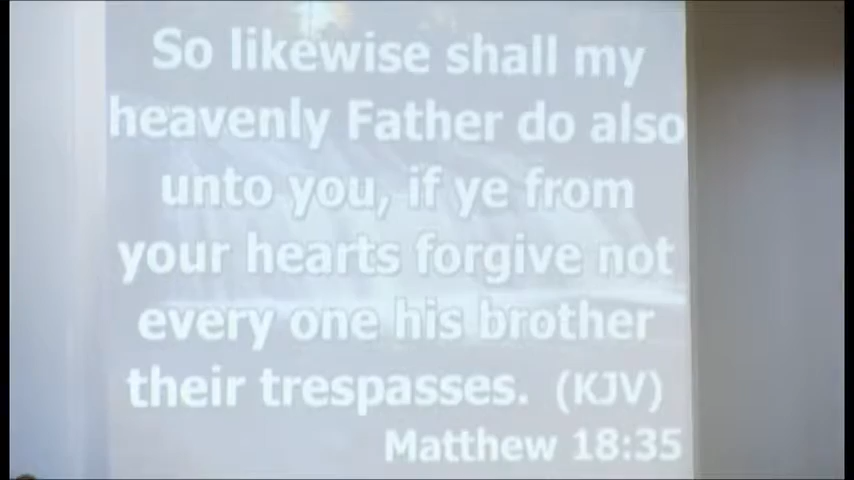 So likewise shall my
heavenly Father do also
unto you, if ye from
your hearts forgive not
every one his brother
their trespasses. (KJV)
Matthew 18:35